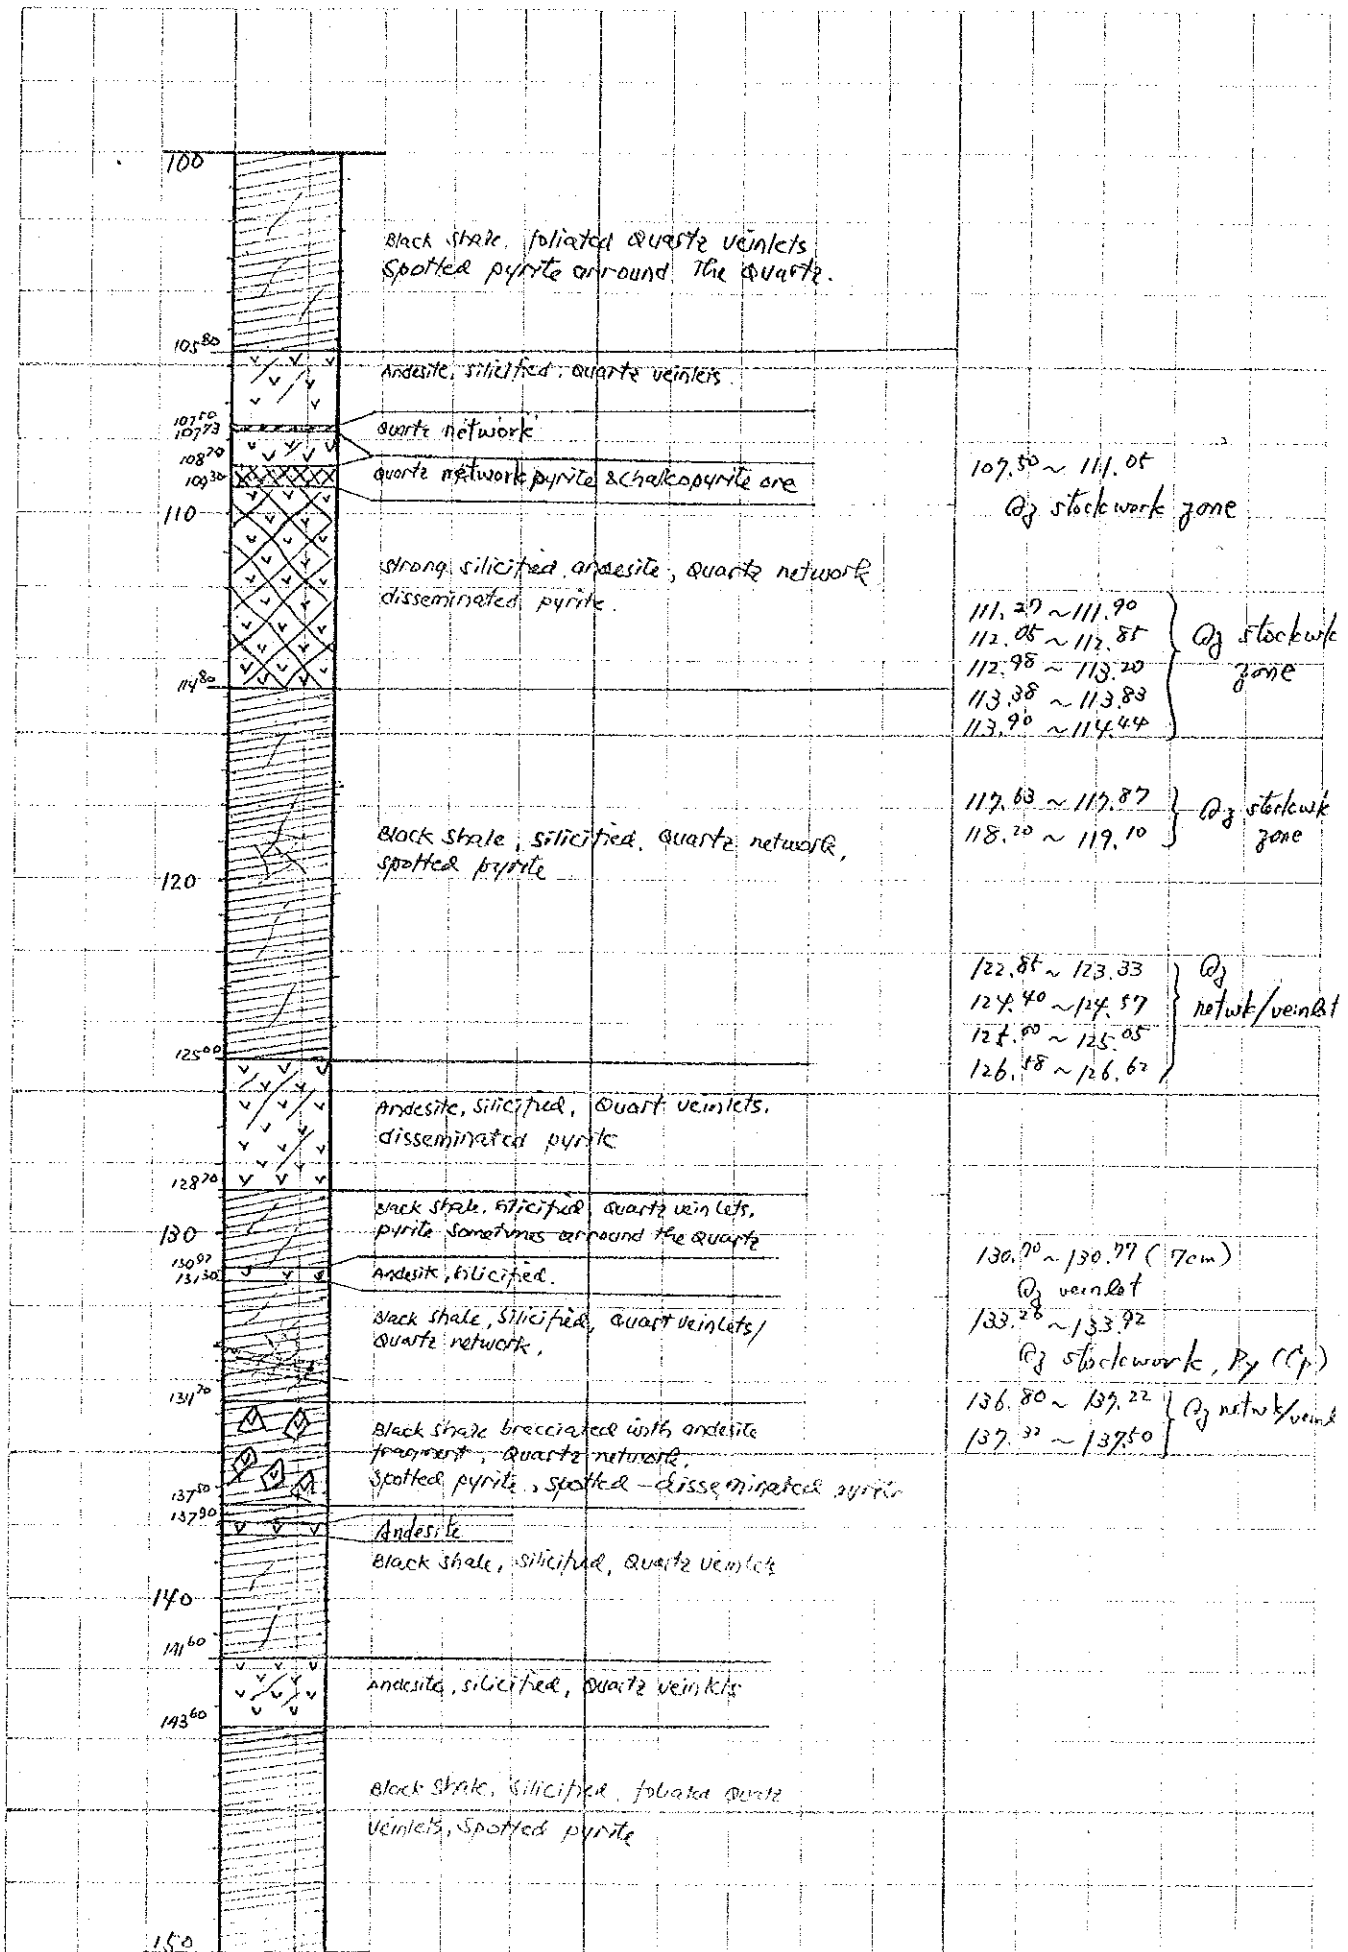 100
Black shale, foliated Quartz veinlets
Spotted pyrite arround The Quartz.
105.80
Andesite, silicified, quartz veinlets.
107.50
107.73
quartz network
108.70
109.30
quartz network pyrite & chalcopyrite ore
107.50 ~ 111.05
Qz stockwork zone
110
strong silicified andesite, quartz network
disseminated pyrite.
111.27 ~ 111.90
112.05 ~ 112.85
112.98 ~ 113.20
113.38 ~ 113.83
113.90 ~ 114.44
Qz stockwk
zone
114.80
117.63 ~ 117.87
118.20 ~ 119.10
Qz stockwk
zone
Black shale, silicified, quartz network,
spotted pyrite
120
122.85 ~ 123.33
124.40 ~ 124.57
125.00 ~ 125.05
126.58 ~ 126.62
Qz
netwk/veinlet
125.00
Andesite, silicified, Quart veinlets,
disseminated pyrite
128.70
Black shale, silicified, quartz veinlets,
pyrite sometimes arround the quartz
130
130.97
131.30
Andesite, silicified.
130.70 ~ 130.77 (7cm)
Qz veinlet
Black shale, silicified, Quart veinlets/
Quartz network,
133.28 ~ 133.92
Qz stockwork, Py (Cp)
134.70
Black shale brecciated with andesite
fragment, Quartz network,
Spotted pyrite, spotted-disseminated pyrite
136.80 ~ 137.22
137.32 ~ 137.50
Qz netwk/
137.50
137.90
Andesite
Black shale, silicified, Quartz veinlets
140
141.60
Andesite, silicified, Quartz veinlets
143.60
Black shale, silicified, foliated quartz
veinlets, spotted pyrite
150